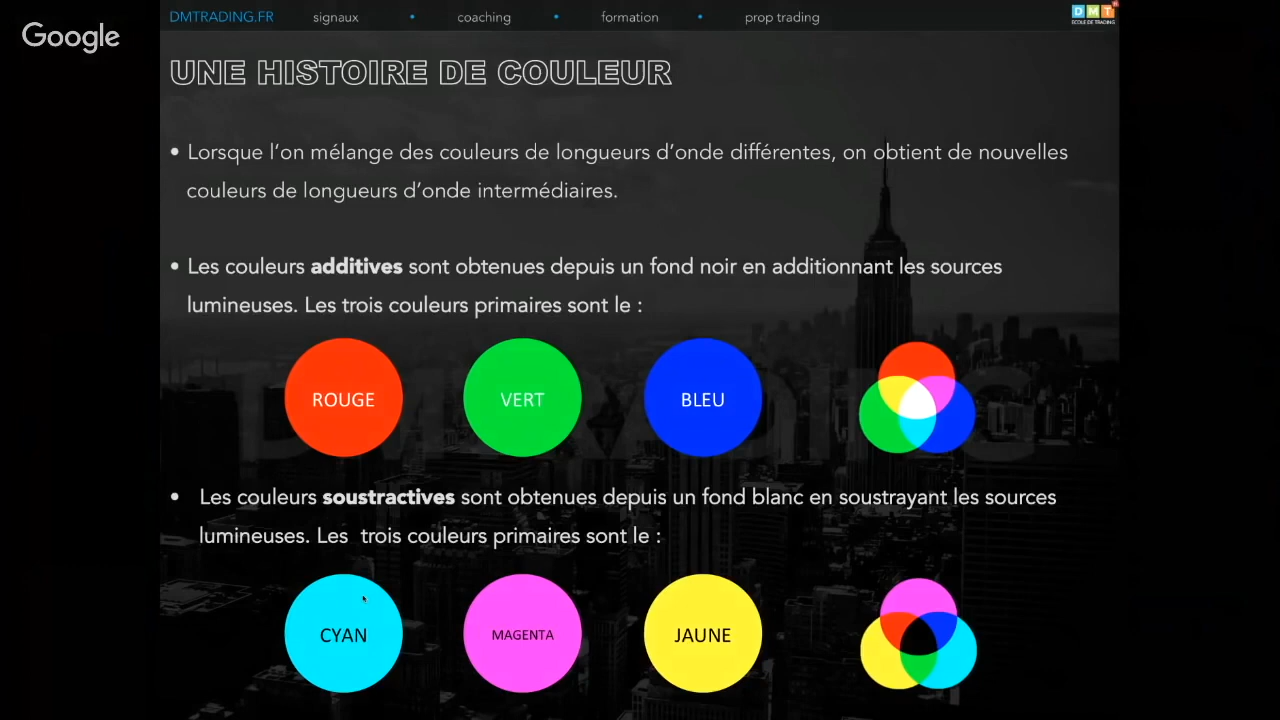 Google
DMTRADING.FR signaux • coaching • formation • prop trading
DMT
ECOLE DE TRADING
UNE HISTOIRE DE COULEUR
• Lorsque l'on mélange des couleurs de longueurs d'onde différentes, on obtient de nouvelles
couleurs de longueurs d'onde intermédiaires.
• Les couleurs additives sont obtenues depuis un fond noir en additionnant les sources
lumineuses. Les trois couleurs primaires sont le :
ROUGE VERT BLEU
• Les couleurs soustractives sont obtenues depuis un fond blanc en soustrayant les sources
lumineuses. Les trois couleurs primaires sont le :
CYAN MAGENTA JAUNE